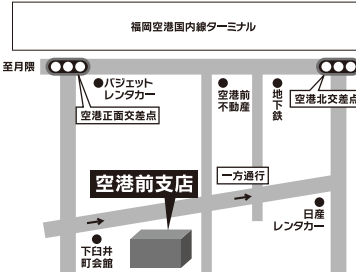 福岡空港国内線ターミナル
至月隈
バジェット
レンタカー
空港前
不動産
地下鉄
空港正面交差点
空港北交差点
空港前支店
一方通行
日産
レンタカー
下臼井
町会館